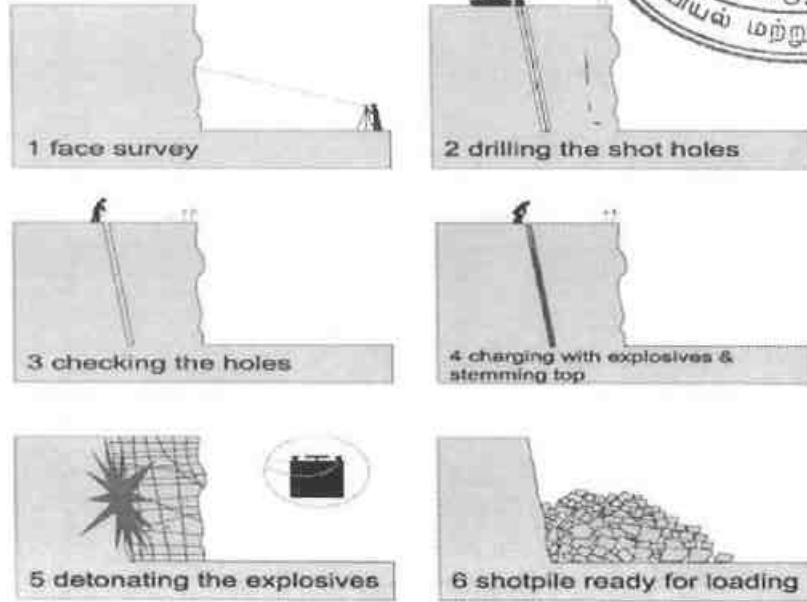 மற்று
1 face survey
2 drilling the shot holes
3 checking the holes
4 charging with explosives &
stemming top
5 detonating the explosives
6 shotpile ready for loading